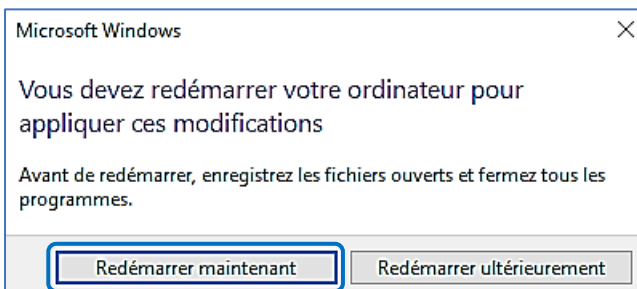 Microsoft Windows
Vous devez redémarrer votre ordinateur pour
appliquer ces modifications
Avant de redémarrer, enregistrez les fichiers ouverts et fermez tous les
programmes.
Redémarrer maintenant Redémarrer ultérieurement